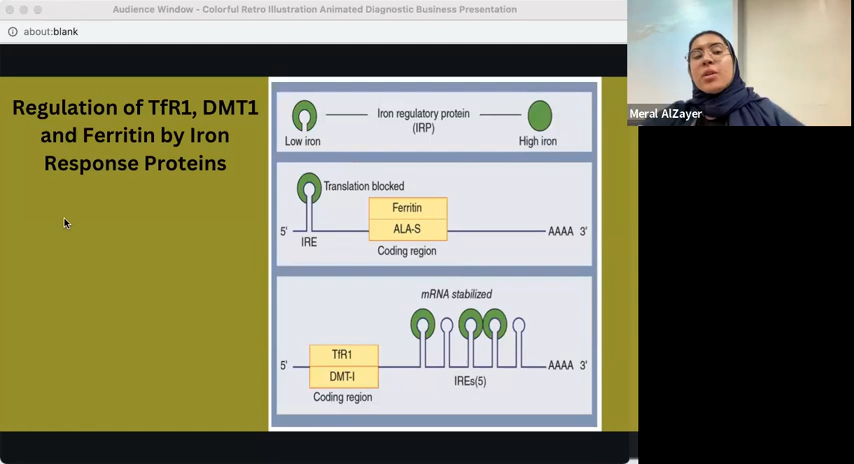 Audience Window - Colorful Retro Illustration Animated Diagnostic Business Presentation
about:blank
Meral AlZayer
Regulation of TfR1, DMT1
and Ferritin by Iron
Response Proteins
Iron regulatory protein
(IRP)
Low iron
High iron
Translation blocked
Ferritin
ALA-S
5'
AAAA 3'
IRE
Coding region
mRNA stabilized
TfR1
DMT-I
5'
AAAA 3'
IREs(5)
Coding region